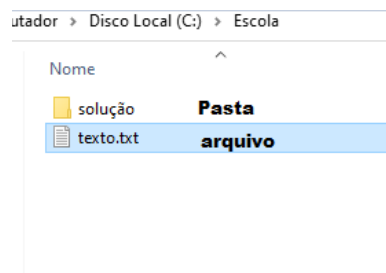 utador > Disco Local (C:) > Escola
Nome
solução Pasta
texto.txt arquivo